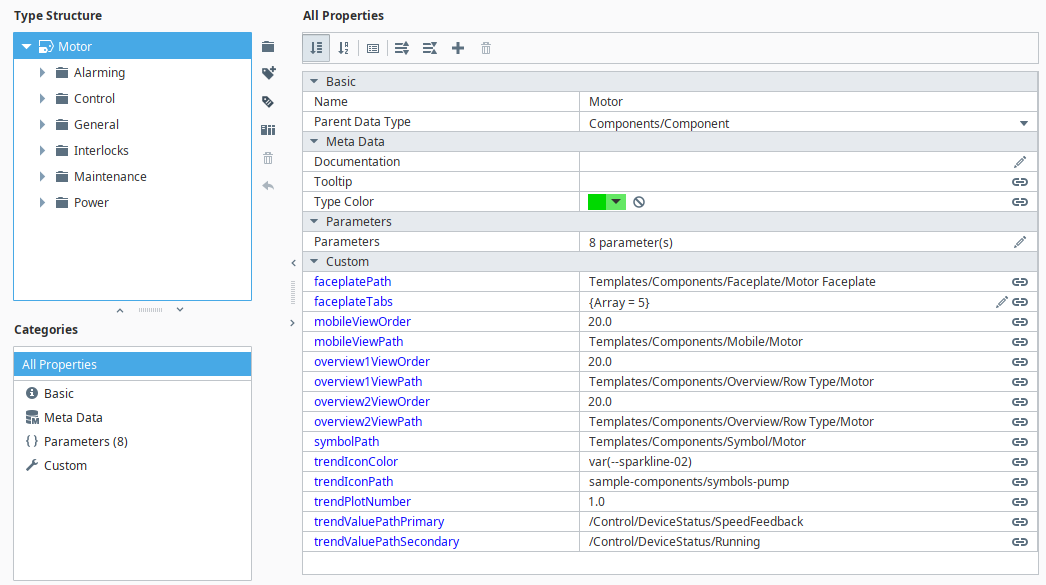 Type Structure
Motor
Alarming
Control
General
Interlocks
Maintenance
Power
Categories
All Properties
Basic
Meta Data
Parameters (8)
Custom
All Properties
Basic
Name Motor
Parent Data Type Components/Component
Meta Data
Documentation
Tooltip
Type Color
Parameters
Parameters 8 parameter(s)
Custom
faceplatePath Templates/Components/Faceplate/Motor Faceplate
faceplateTabs {Array = 5}
mobileViewOrder 20.0
mobileViewPath Templates/Components/Mobile/Motor
overview1ViewOrder 20.0
overview1ViewPath Templates/Components/Overview/Row Type/Motor
overview2ViewOrder 20.0
overview2ViewPath Templates/Components/Overview/Row Type/Motor
symbolPath Templates/Components/Symbol/Motor
trendIconColor var(--sparkline-02)
trendIconPath sample-components/symbols-pump
trendPlotNumber 1.0
trendValuePathPrimary /Control/DeviceStatus/SpeedFeedback
trendValuePathSecondary /Control/DeviceStatus/Running